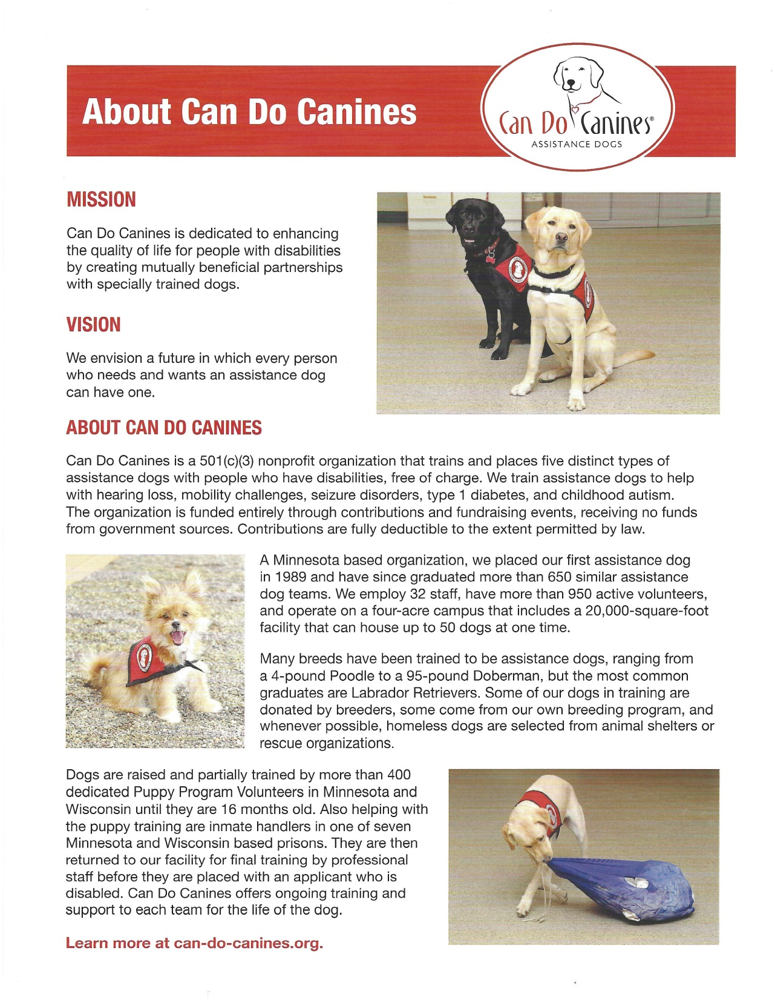 About Can Do Canines
Can Do Canines®
ASSISTANCE DOGS
MISSION
Can Do Canines is dedicated to enhancing
the quality of life for people with disabilities
by creating mutually beneficial partnerships
with specially trained dogs.
VISION
We envision a future in which every person
who needs and wants an assistance dog
can have one.
ABOUT CAN DO CANINES
Can Do Canines is a 501(c)(3) nonprofit organization that trains and places five distinct types of
assistance dogs with people who have disabilities, free of charge. We train assistance dogs to help
with hearing loss, mobility challenges, seizure disorders, type 1 diabetes, and childhood autism.
The organization is funded entirely through contributions and fundraising events, receiving no funds
from government sources. Contributions are fully deductible to the extent permitted by law.
A Minnesota based organization, we placed our first assistance dog
in 1989 and have since graduated more than 650 similar assistance
dog teams. We employ 32 staff, have more than 950 active volunteers,
and operate on a four-acre campus that includes a 20,000-square-foot
facility that can house up to 50 dogs at one time.
Many breeds have been trained to be assistance dogs, ranging from
a 4-pound Poodle to a 95-pound Doberman, but the most common
graduates are Labrador Retrievers. Some of our dogs in training are
donated by breeders, some come from our own breeding program, and
whenever possible, homeless dogs are selected from animal shelters or
rescue organizations.
Dogs are raised and partially trained by more than 400
dedicated Puppy Program Volunteers in Minnesota and
Wisconsin until they are 16 months old. Also helping with
the puppy training are inmate handlers in one of seven
Minnesota and Wisconsin based prisons. They are then
returned to our facility for final training by professional
staff before they are placed with an applicant who is
disabled. Can Do Canines offers ongoing training and
support to each team for the life of the dog.
Learn more at can-do-canines.org.